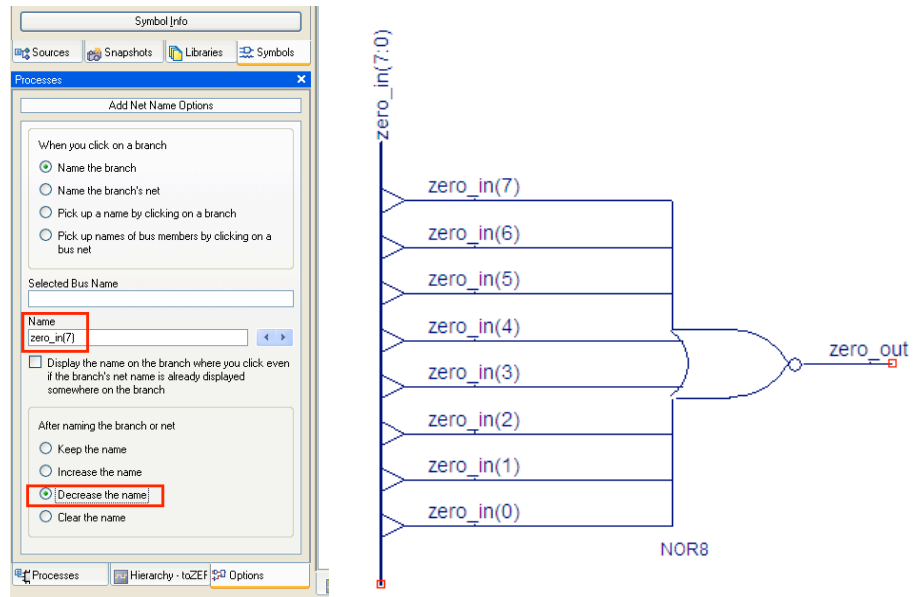 Symbol Info
Sources
Snapshots
Libraries
Symbols
Processes
Add Net Name Options
When you click on a branch
Name the branch
Name the branch's net
Pick up a name by clicking on a branch
Pick up names of bus members by clicking on a
bus net
Selected Bus Name
Name
zero_in(7)
Display the name on the branch where you click even
if the branch's net name is already displayed
somewhere on the branch
After naming the branch or net
Keep the name
Increase the name
Decrease the name
Clear the name
Processes
Hierarchy - toZEF
Options
zero_in(7:0)
zero_in(7)
zero_in(6)
zero_in(5)
zero_in(4)
zero_in(3)
zero_in(2)
zero_in(1)
zero_in(0)
zero_out
NOR8